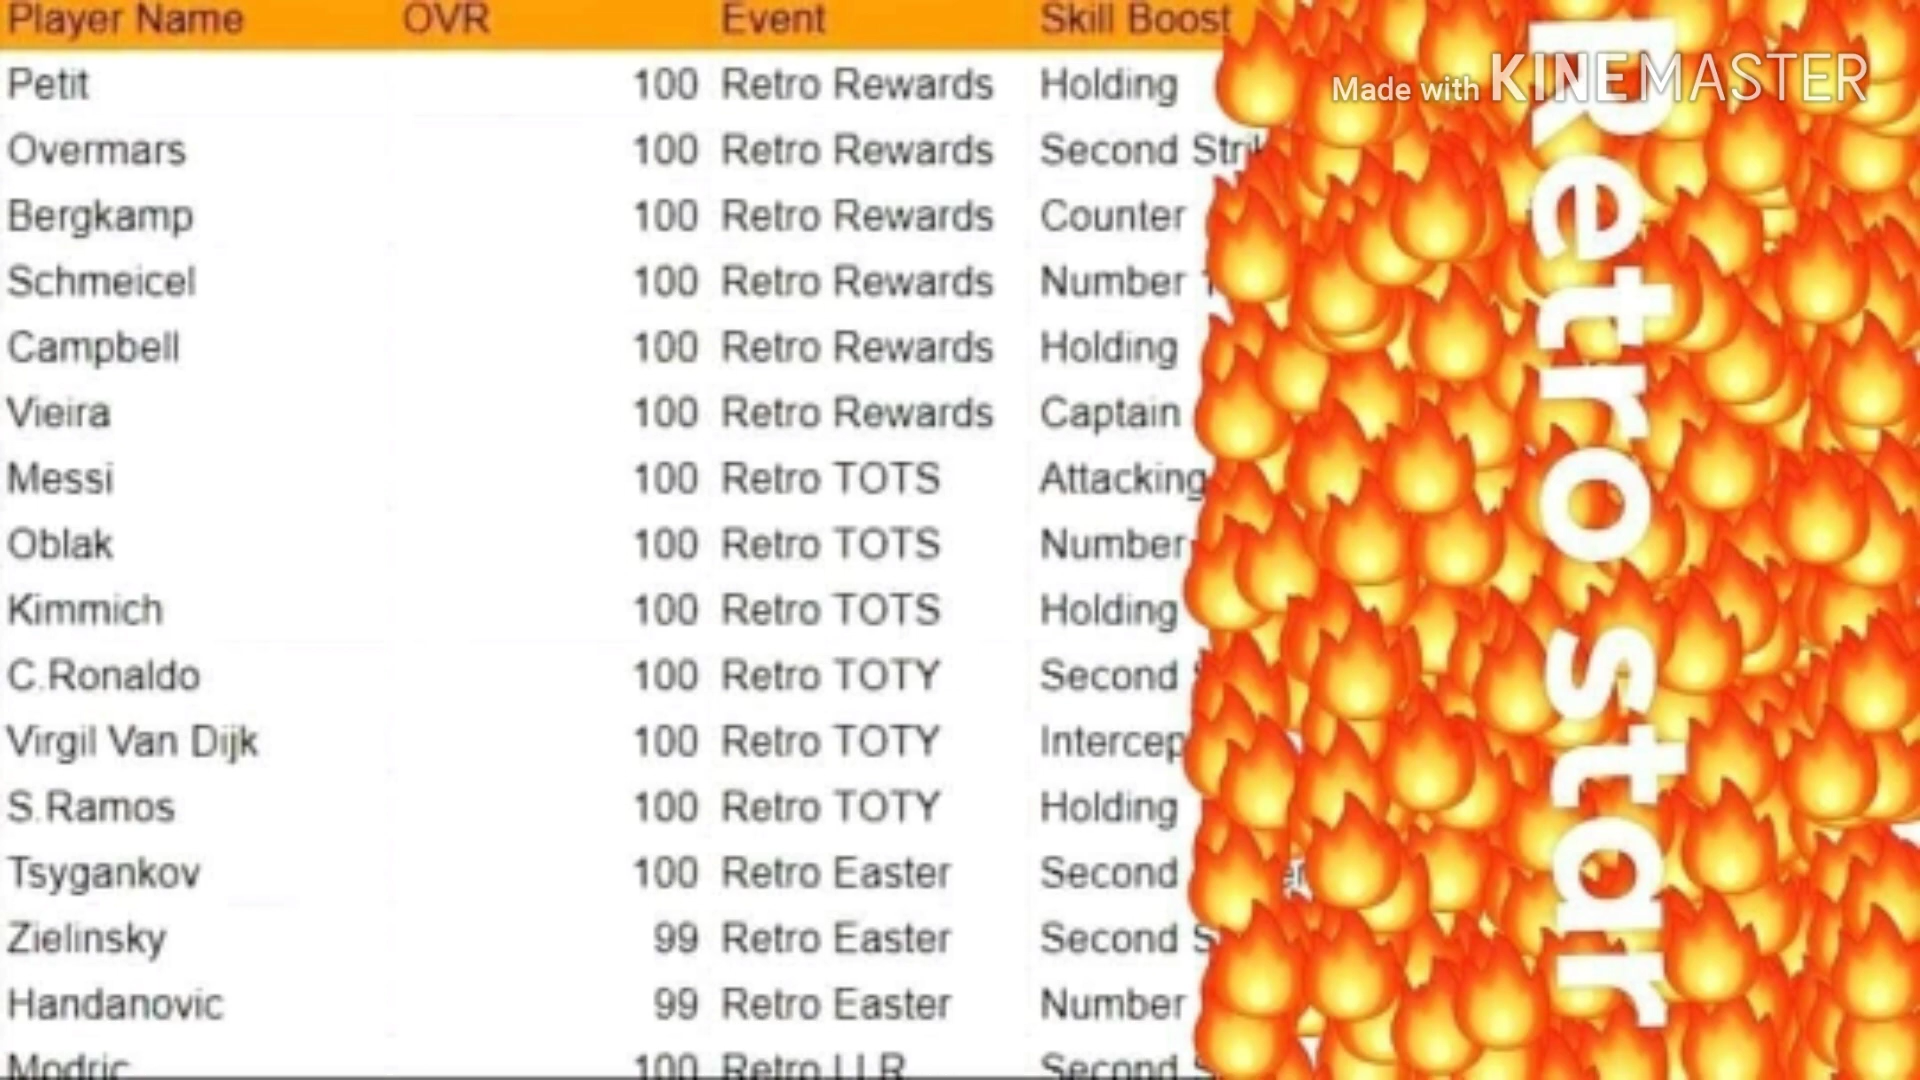 Player Name OVR Event Skill Boost
Petit 100 Retro Rewards Holding
Overmars 100 Retro Rewards Second
Bergkamp 100 Retro Rewards Counter
Schmeicel 100 Retro Rewards Number
Campbell 100 Retro Rewards Holding
Vieira 100 Retro Rewards Captain
Messi 100 Retro TOTS Attacking
Oblak 100 Retro TOTS Number
Kimmich 100 Retro TOTS Holding
C.Ronaldo 100 Retro TOTY Second
Virgil Van Dijk 100 Retro TOTY
S.Ramos 100 Retro TOTY Holding
Tsygankov 100 Retro Easter Second
Zielinsky 99 Retro Easter Second
Handanovic 99 Retro Easter Number
Modric 100 Retro Second
Made with KINEMASTER
Retro star